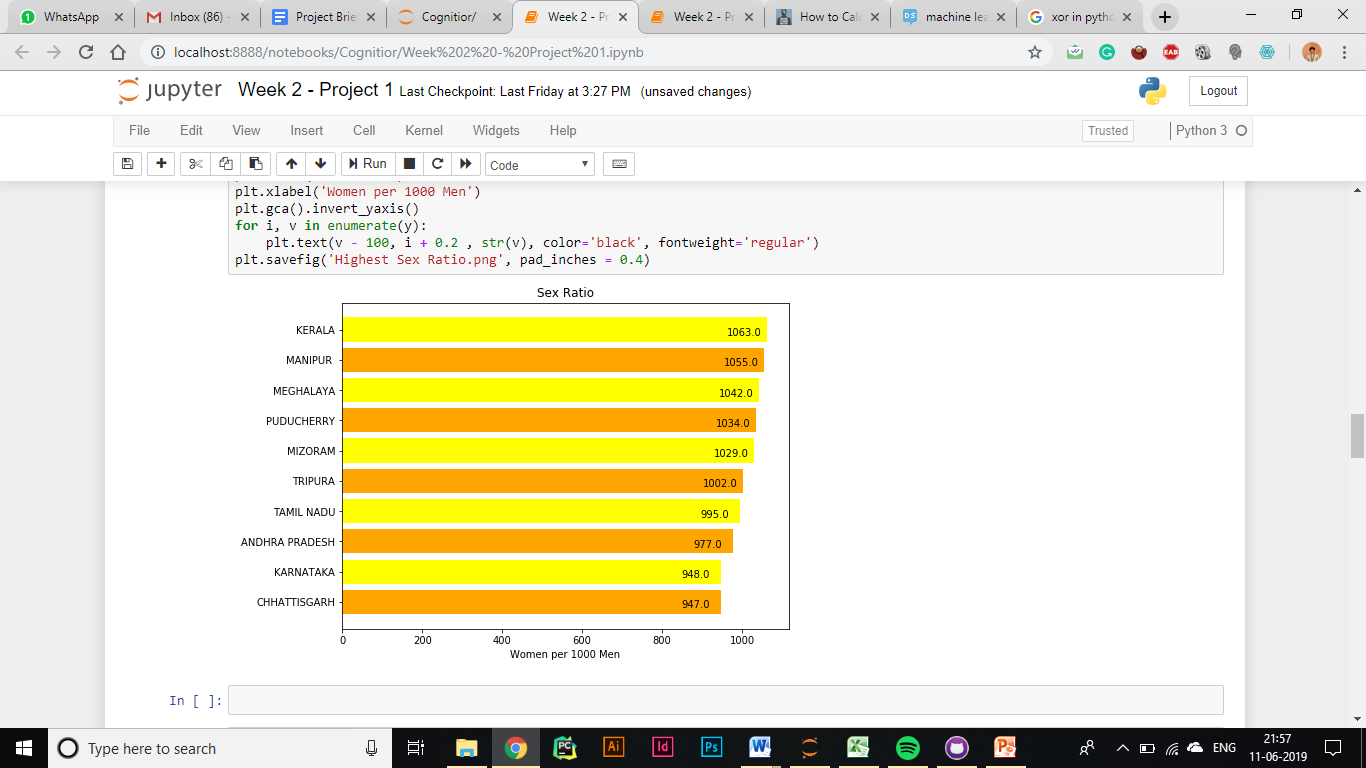 WhatsApp
Inbox (86) -
Project Brie
Cognitior/
Week 2 - Pr
Week 2 - Pr
How to Calc
machine lea
xor in pytho
localhost:8888/notebooks/Cognitior/Week%202%20-%20Project%201.ipynb
jupyter Week 2 - Project 1 Last Checkpoint: Last Friday at 3:27 PM (unsaved changes)
Logout
File Edit View Insert Cell Kernel Widgets Help
Trusted
Python 3
Run
Code
plt.xlabel('Women per 1000 Men')
plt.gca().invert_yaxis()
for i, v in enumerate(y):
    plt.text(v - 100, i + 0.2 , str(v), color='black', fontweight='regular')
plt.savefig('Highest Sex Ratio.png', pad_inches = 0.4)
Sex Ratio
KERALA 1063.0
MANIPUR 1055.0
MEGHALAYA 1042.0
PUDUCHERRY 1034.0
MIZORAM 1029.0
TRIPURA 1002.0
TAMIL NADU 995.0
ANDHRA PRADESH 977.0
KARNATAKA 948.0
CHHATTISGARH 947.0
0 200 400 600 800 1000
Women per 1000 Men
In [ ]:
Type here to search
ENG
21:57
11-06-2019